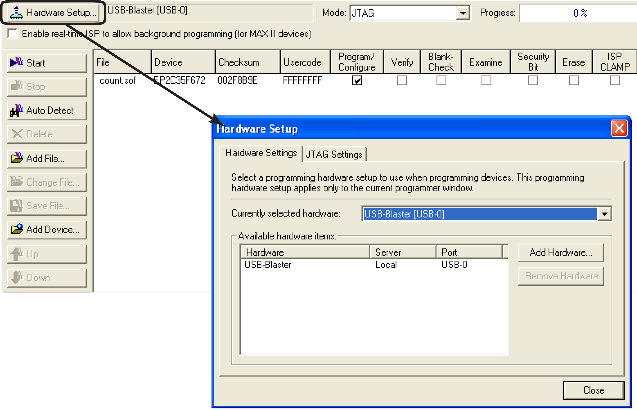 Hardware Setup... USB-Blaster [USB-0] Mode: JTAG Progress: 0 %
Enable real-time ISP to allow background programming (for MAX II devices)
Start
Stop
Auto Detect
Delete
Add File...
Change File...
Save File...
Add Device...
Up
Down
File Device Checksum Usercode Program/ Configure Verify Blank- Check Examine Security Bit Erase ISP CLAMP
count.sof EP2C35F672 002F8B9E FFFFFFFF
Hardware Setup
Hardware Settings JTAG Settings
Select a programming hardware setup to use when programming devices. This programming
hardware setup applies only to the current programmer window.
Currently selected hardware: USB-Blaster [USB-0]
Available hardware items:
Hardware Server Port
USB-Blaster Local USB-0
Add Hardware...
Remove Hardware
Close